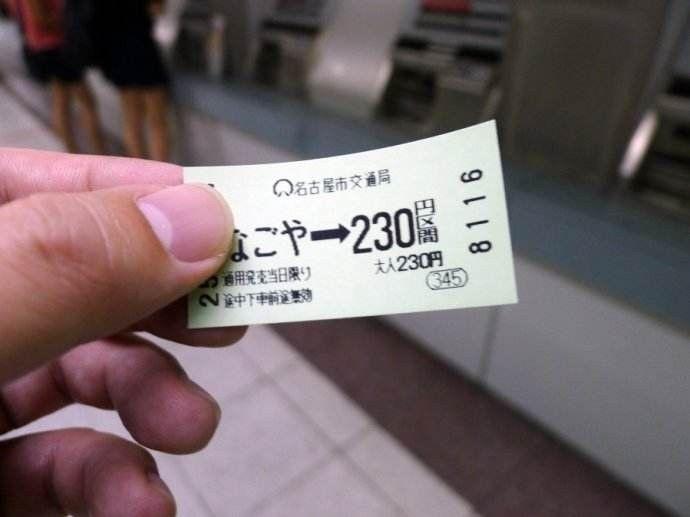 名古屋市交通局
なごや→230円区間
大人230円
通用発売当日限り
途中下車前途無効
345
8116